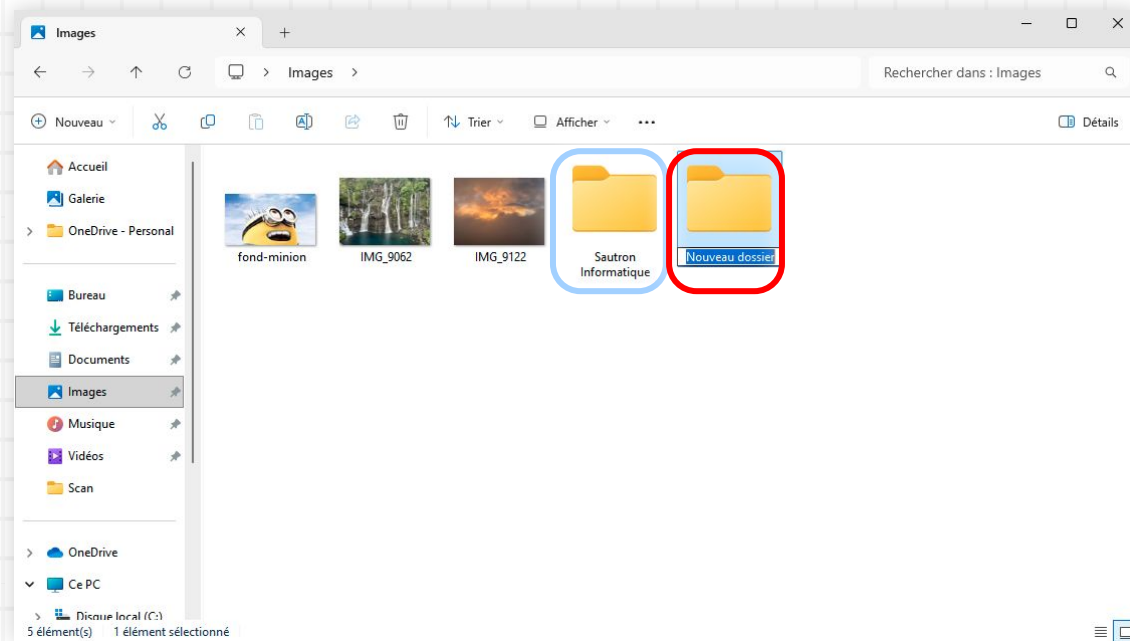 Images
Images
Rechercher dans : Images
Nouveau
Trier
Afficher
Détails
Accueil
Galerie
OneDrive - Personal
Bureau
Téléchargements
Documents
Images
Musique
Vidéos
Scan
OneDrive
Ce PC
Disque local (C:)
fond-minion
IMG_9062
IMG_9122
Sautron
Informatique
Nouveau dossier
5 élément(s) 1 élément sélectionné